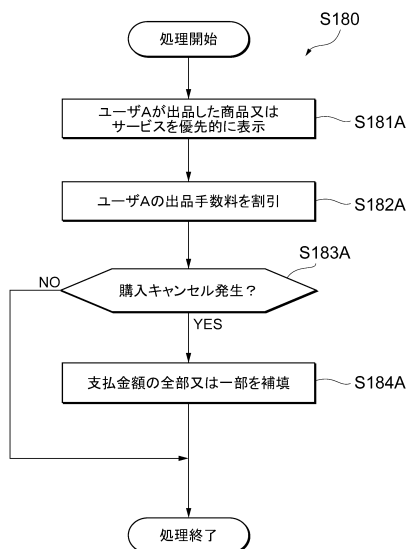 S180
処理開始
ユーザAが出品した商品又は
サービスを優先的に表示
S181A
ユーザAの出品手数料を割引
S182A
S183A
購入キャンセル発生？
NO
YES
支払金額の全部又は一部を補填
S184A
処理終了